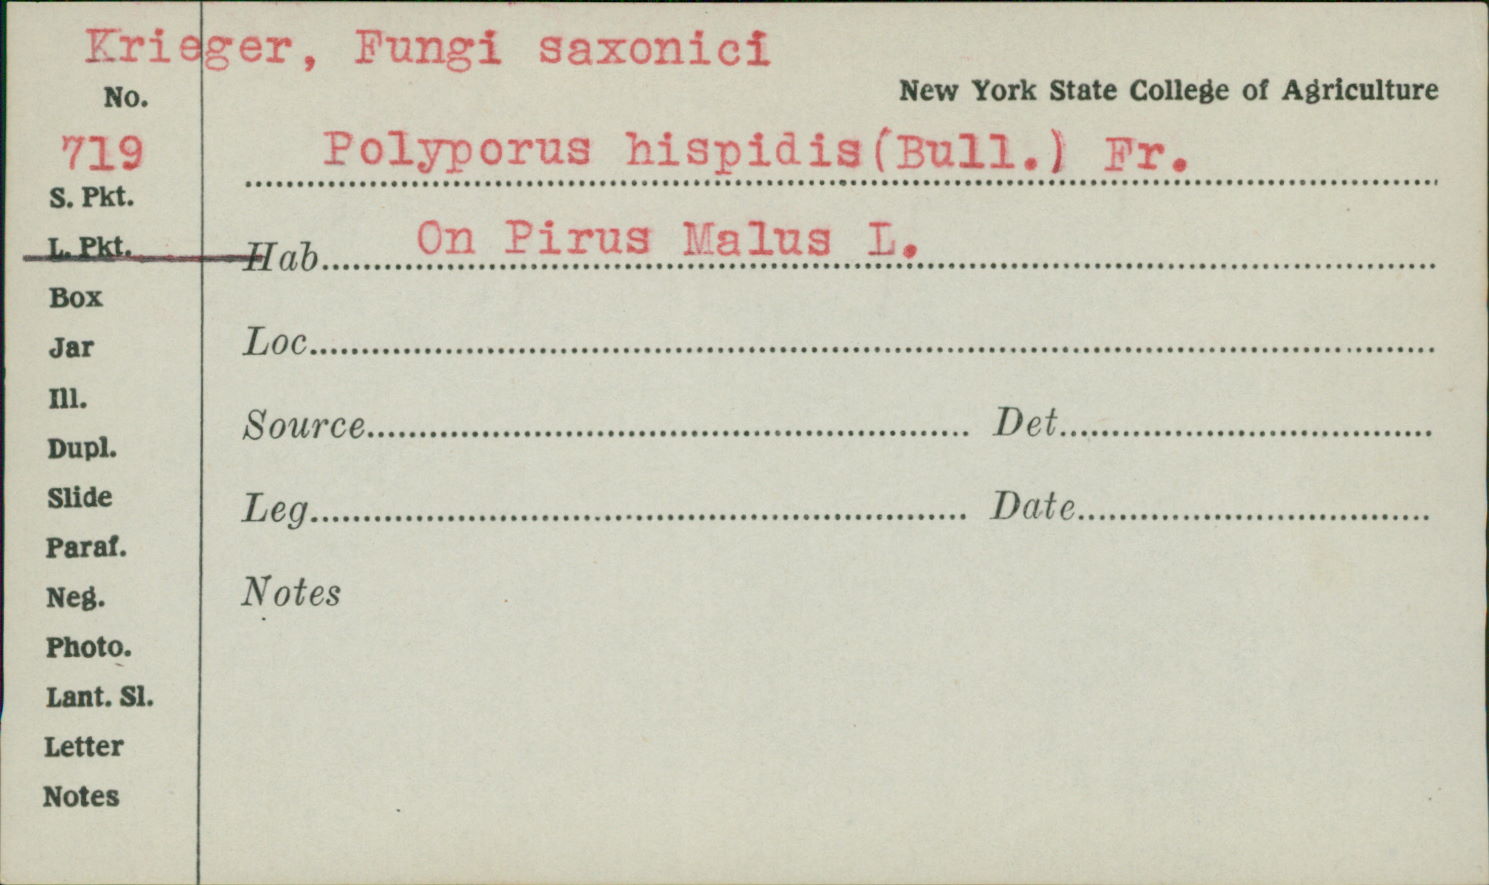 Krieger, Fungi saxonici
No.
New York State College of Agriculture
719
Polyporus hispidis(Bull.) Fr.
S. Pkt.
L. Pkt.
Hab. On Pirus Malus L.
Box
Jar
Loc.
Ill.
Source Det.
Dupl.
Slide
Leg. Date
Paraf.
Neg.
Notes
Photo.
Lant. Sl.
Letter
Notes